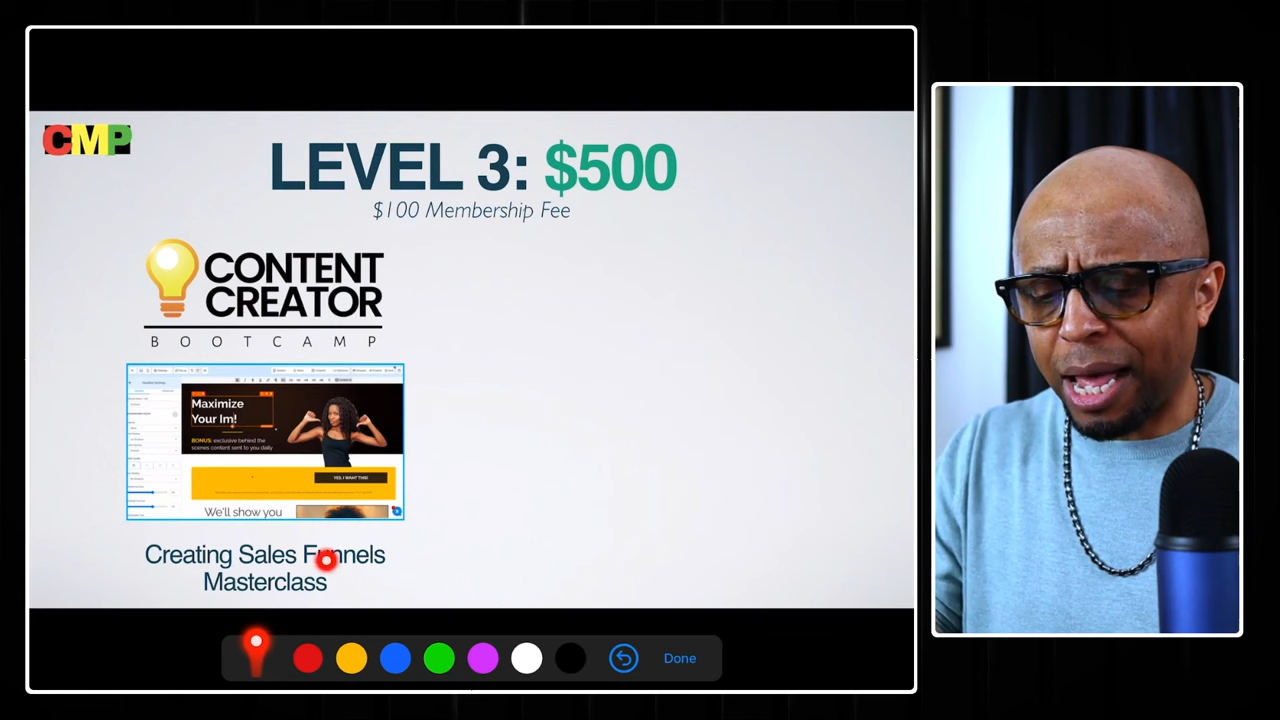 CMP
LEVEL 3: $500
$100 Membership Fee
CONTENT
CREATOR
BOOTCAMP
Maximize
Your Im!
BONUS: exclusive behind the
scenes content sent to you daily
YES, I WANT THIS!
We'll show you
Creating Sales Funnels
Masterclass
Done